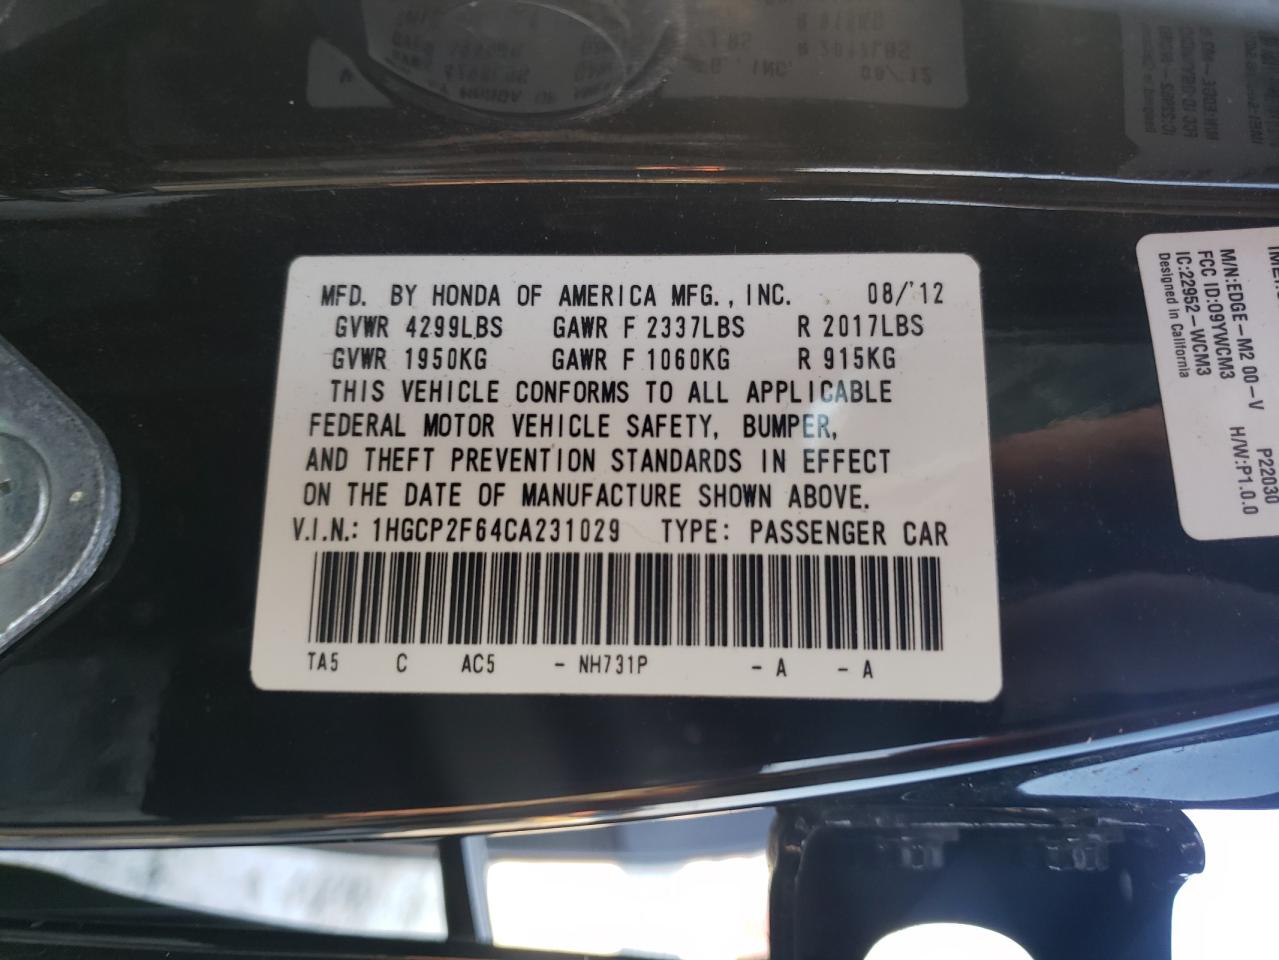 MFD. BY HONDA OF AMERICA MFG., INC. 08/'12
GVWR 4299LBS GAWR F 2337LBS R 2017LBS
GVWR 1950KG GAWR F 1060KG R 915KG
THIS VEHICLE CONFORMS TO ALL APPLICABLE
FEDERAL MOTOR VEHICLE SAFETY, BUMPER,
AND THEFT PREVENTION STANDARDS IN EFFECT
ON THE DATE OF MANUFACTURE SHOWN ABOVE.
V.I.N.: 1HGCP2F64CA231029 TYPE: PASSENGER CAR
TA5 C AC5 - NH731P - A - A
M/N:EDGE-M2 00-V H/W:P1.0.0
FCC ID:O9YWCM3
IC:22952-WCM3
Designed in California
P22030